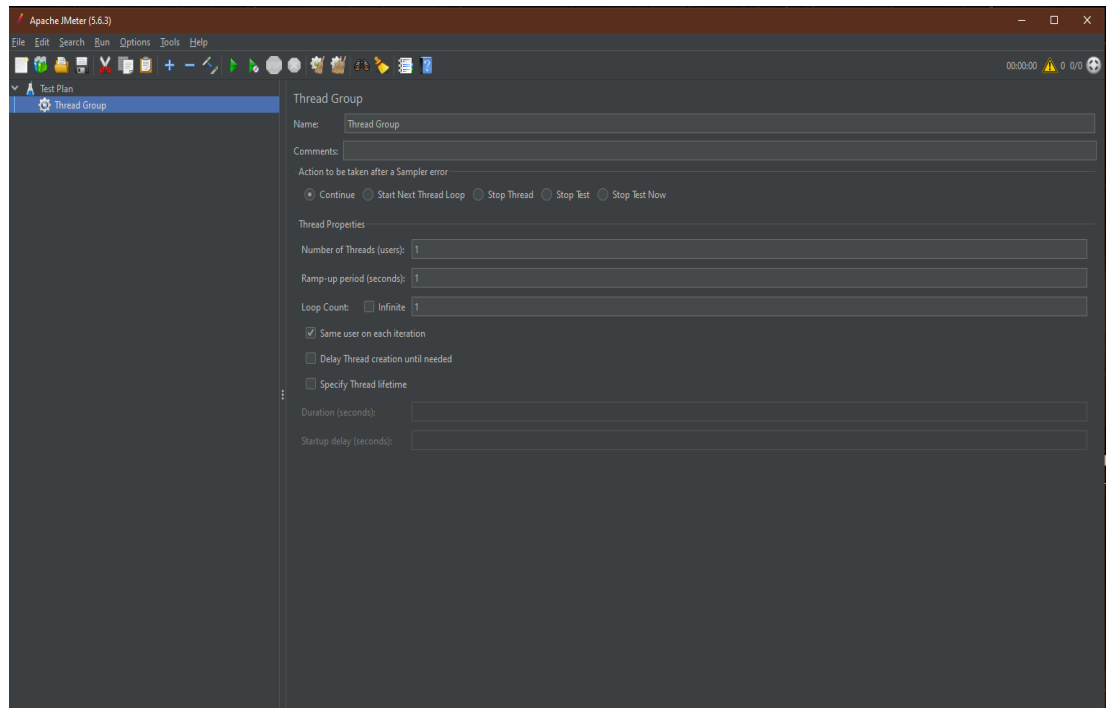 Apache JMeter (5.6.3)
File Edit Search Run Options Tools Help
00:00:00 0 0/0
Test Plan
Thread Group
Thread Group
Name: Thread Group
Comments:
Action to be taken after a Sampler error
Continue Start Next Thread Loop Stop Thread Stop Test Stop Test Now
Thread Properties
Number of Threads (users): 1
Ramp-up period (seconds): 1
Loop Count: Infinite 1
Same user on each iteration
Delay Thread creation until needed
Specify Thread lifetime
Duration (seconds):
Startup delay (seconds):